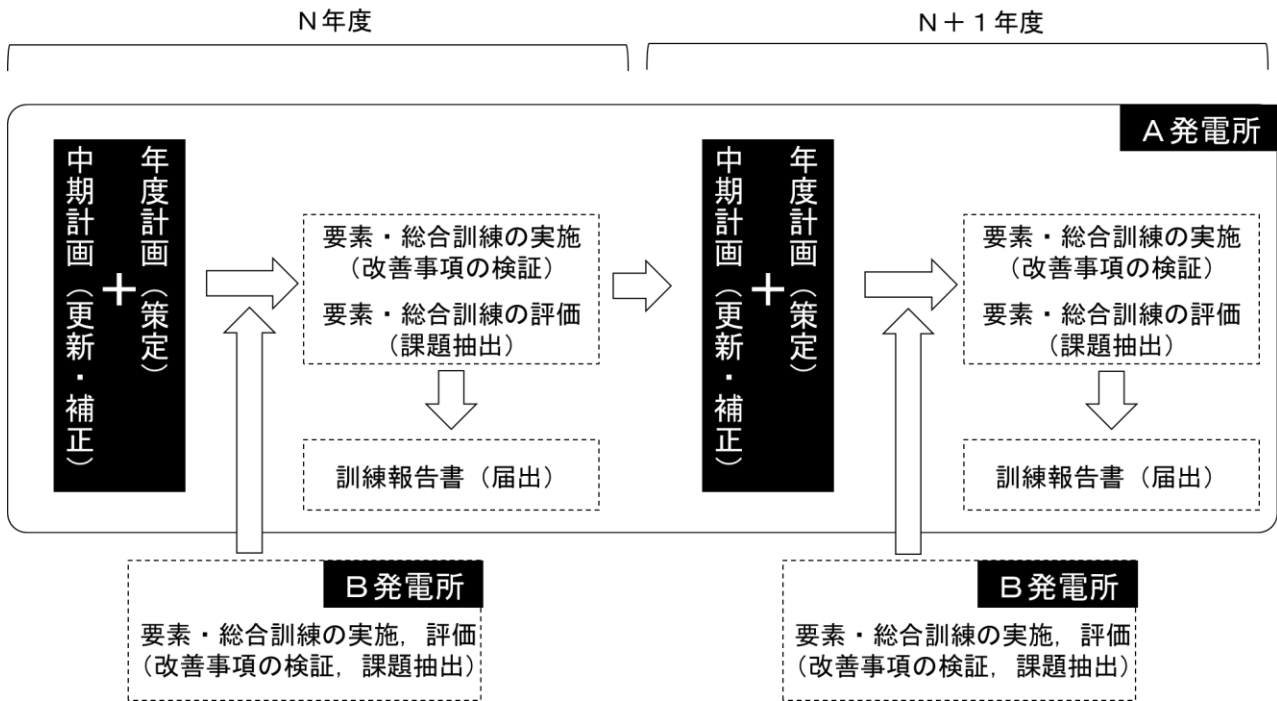 N年度
N+1年度
A発電所
年度計画(策定)
+
中期計画(更新・補正)
要素・総合訓練の実施
(改善事項の検証)
要素・総合訓練の評価
(課題抽出)
訓練報告書(届出)
年度計画(策定)
+
中期計画(更新・補正)
要素・総合訓練の実施
(改善事項の検証)
要素・総合訓練の評価
(課題抽出)
訓練報告書(届出)
B発電所
要素・総合訓練の実施,評価
(改善事項の検証,課題抽出)
B発電所
要素・総合訓練の実施,評価
(改善事項の検証,課題抽出)